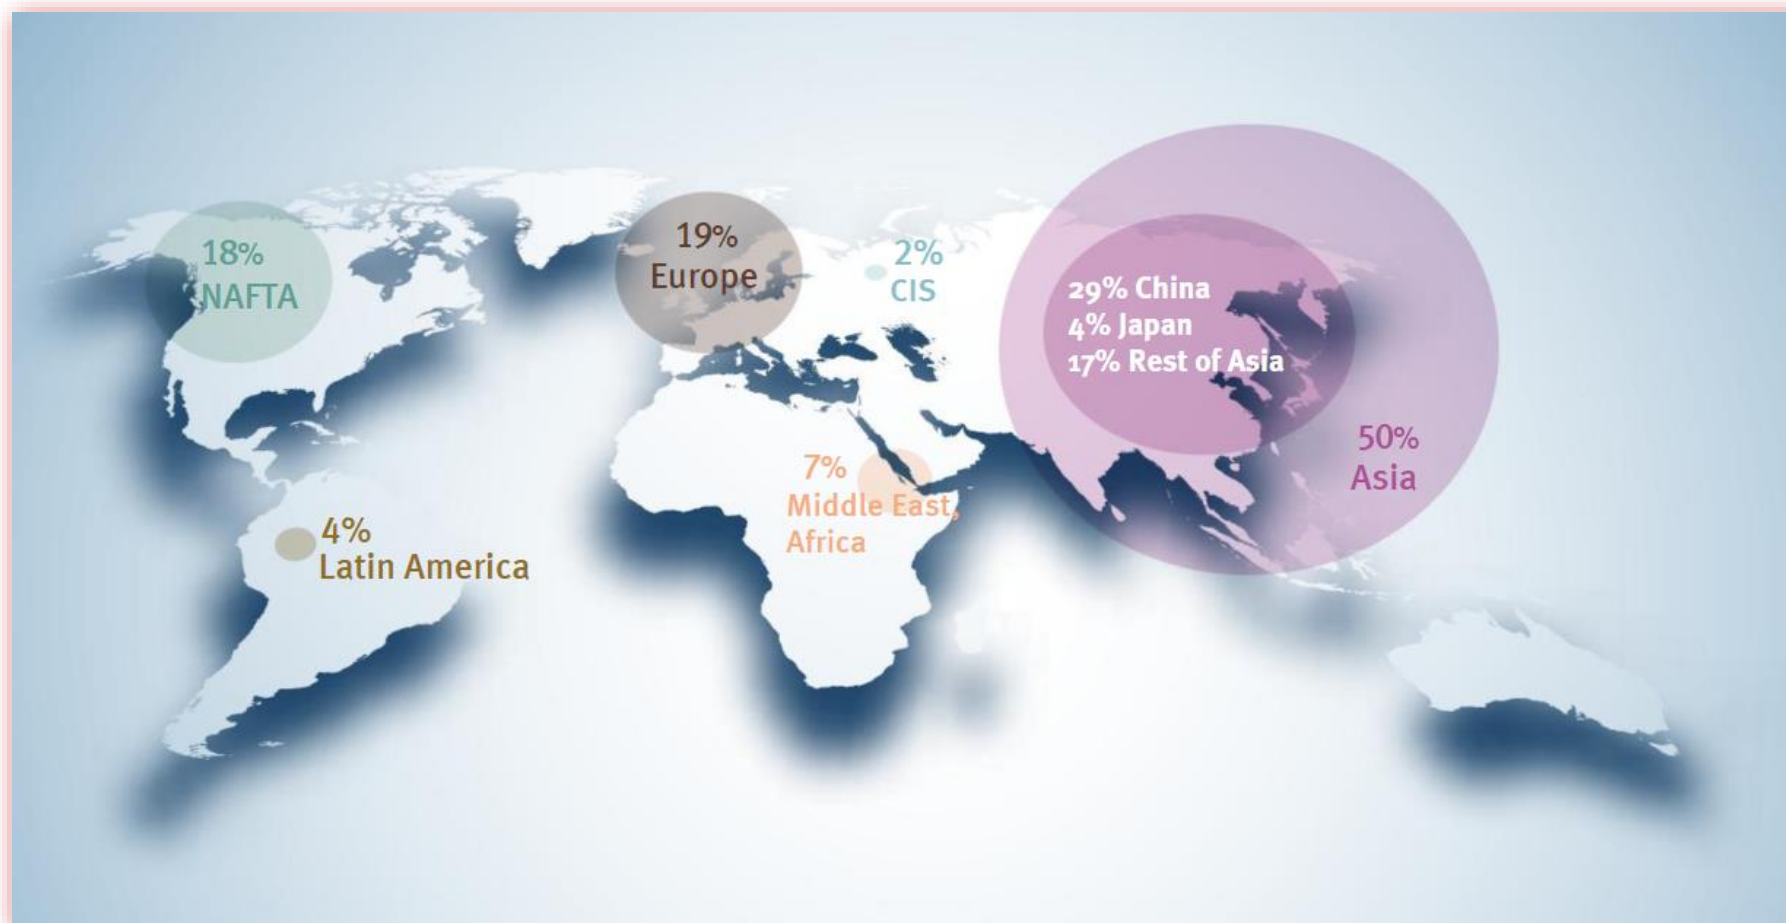 18%
NAFTA
19%
Europe
2%
CIS
29% China
4% Japan
17% Rest of Asia
50%
Asia
7%
Middle East,
Africa
4%
Latin America